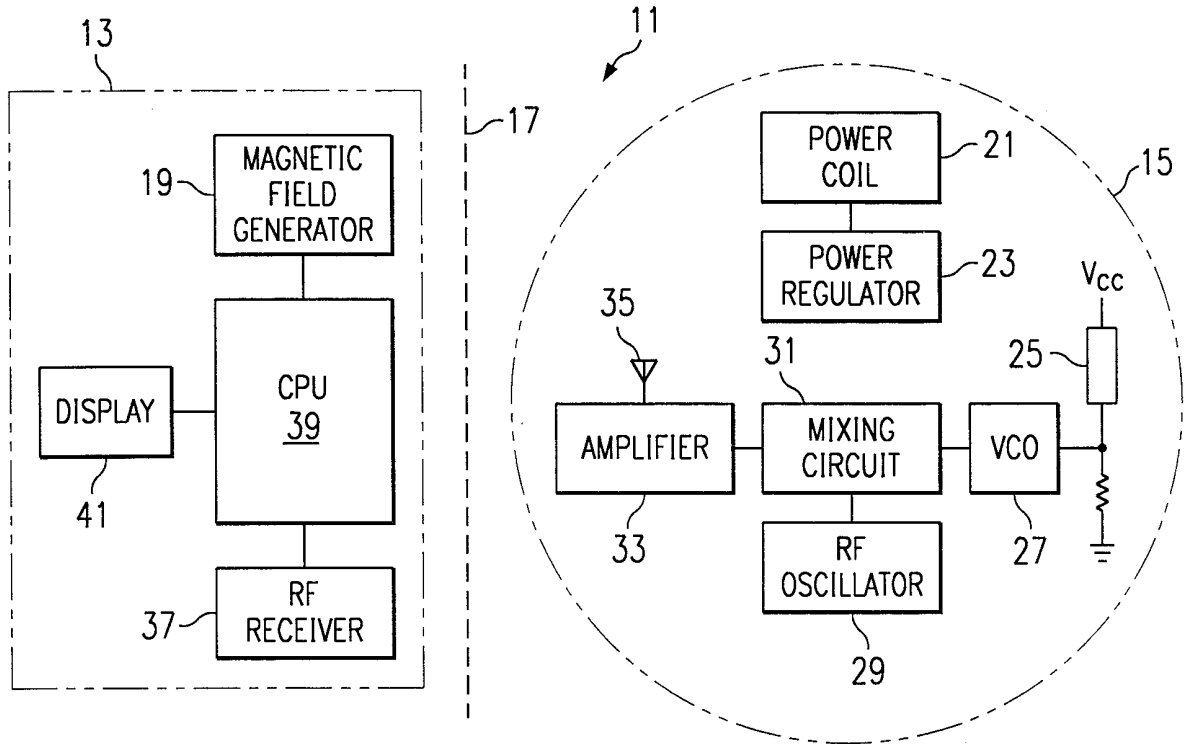 11
13
17
MAGNETIC
FIELD
GENERATOR
19
POWER
COIL
21
15
POWER
REGULATOR
23
VCC
35
31
25
CPU
39
DISPLAY
41
AMPLIFIER
33
MIXING
CIRCUIT
VCO
27
RF
RECEIVER
37
RF
OSCILLATOR
29